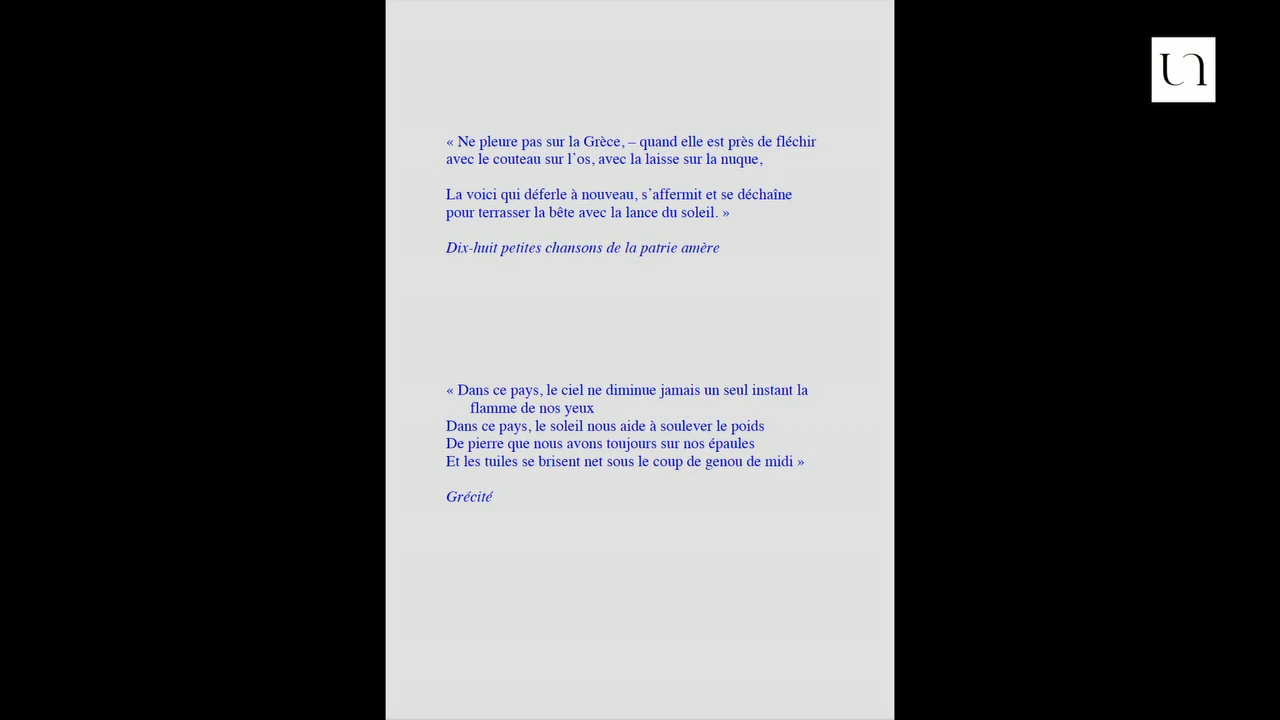 « Ne pleure pas sur la Grèce, – quand elle est près de fléchir
avec le couteau sur l’os, avec la laisse sur la nuque,
La voici qui déferle à nouveau, s’affermit et se déchaîne
pour terrasser la bête avec la lance du soleil. »
Dix-huit petites chansons de la patrie amère
« Dans ce pays, le ciel ne diminue jamais un seul instant la
flamme de nos yeux
Dans ce pays, le soleil nous aide à soulever le poids
De pierre que nous avons toujours sur nos épaules
Et les tuiles se brisent net sous le coup de genou de midi »
Grécité